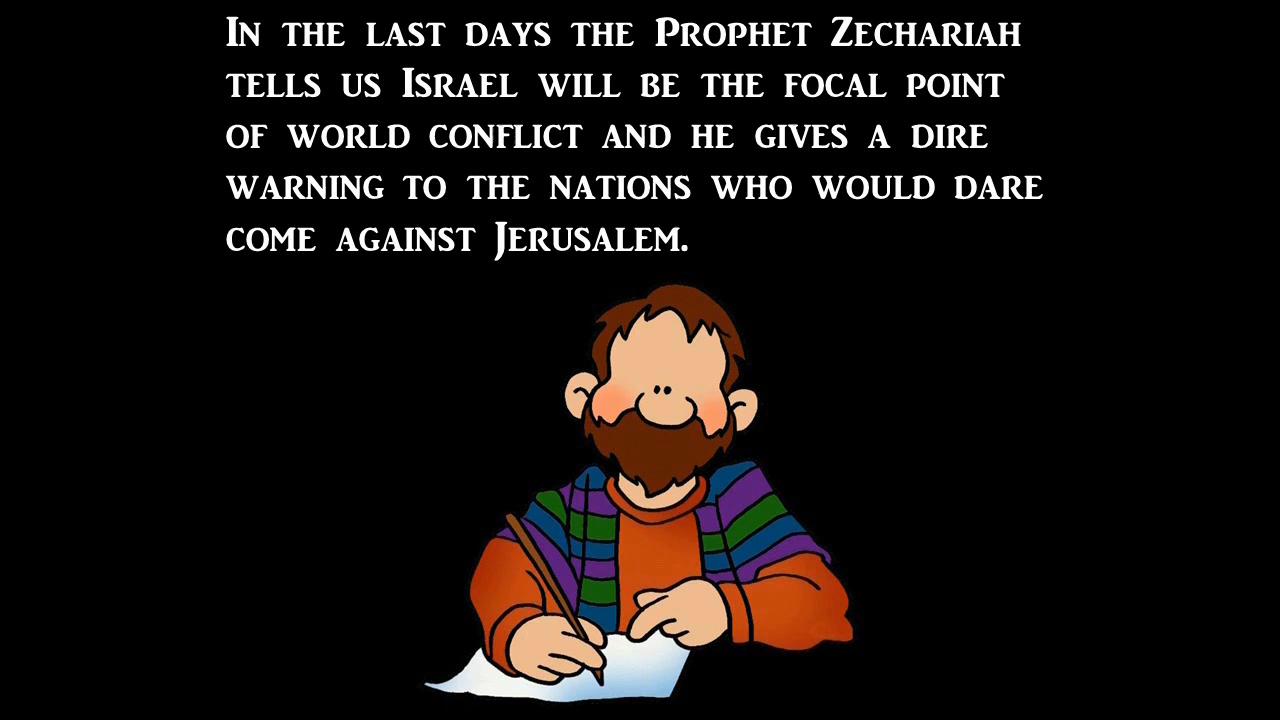 In the last days the Prophet Zechariah
tells us Israel will be the focal point
of world conflict and he gives a dire
warning to the nations who would dare
come against Jerusalem.